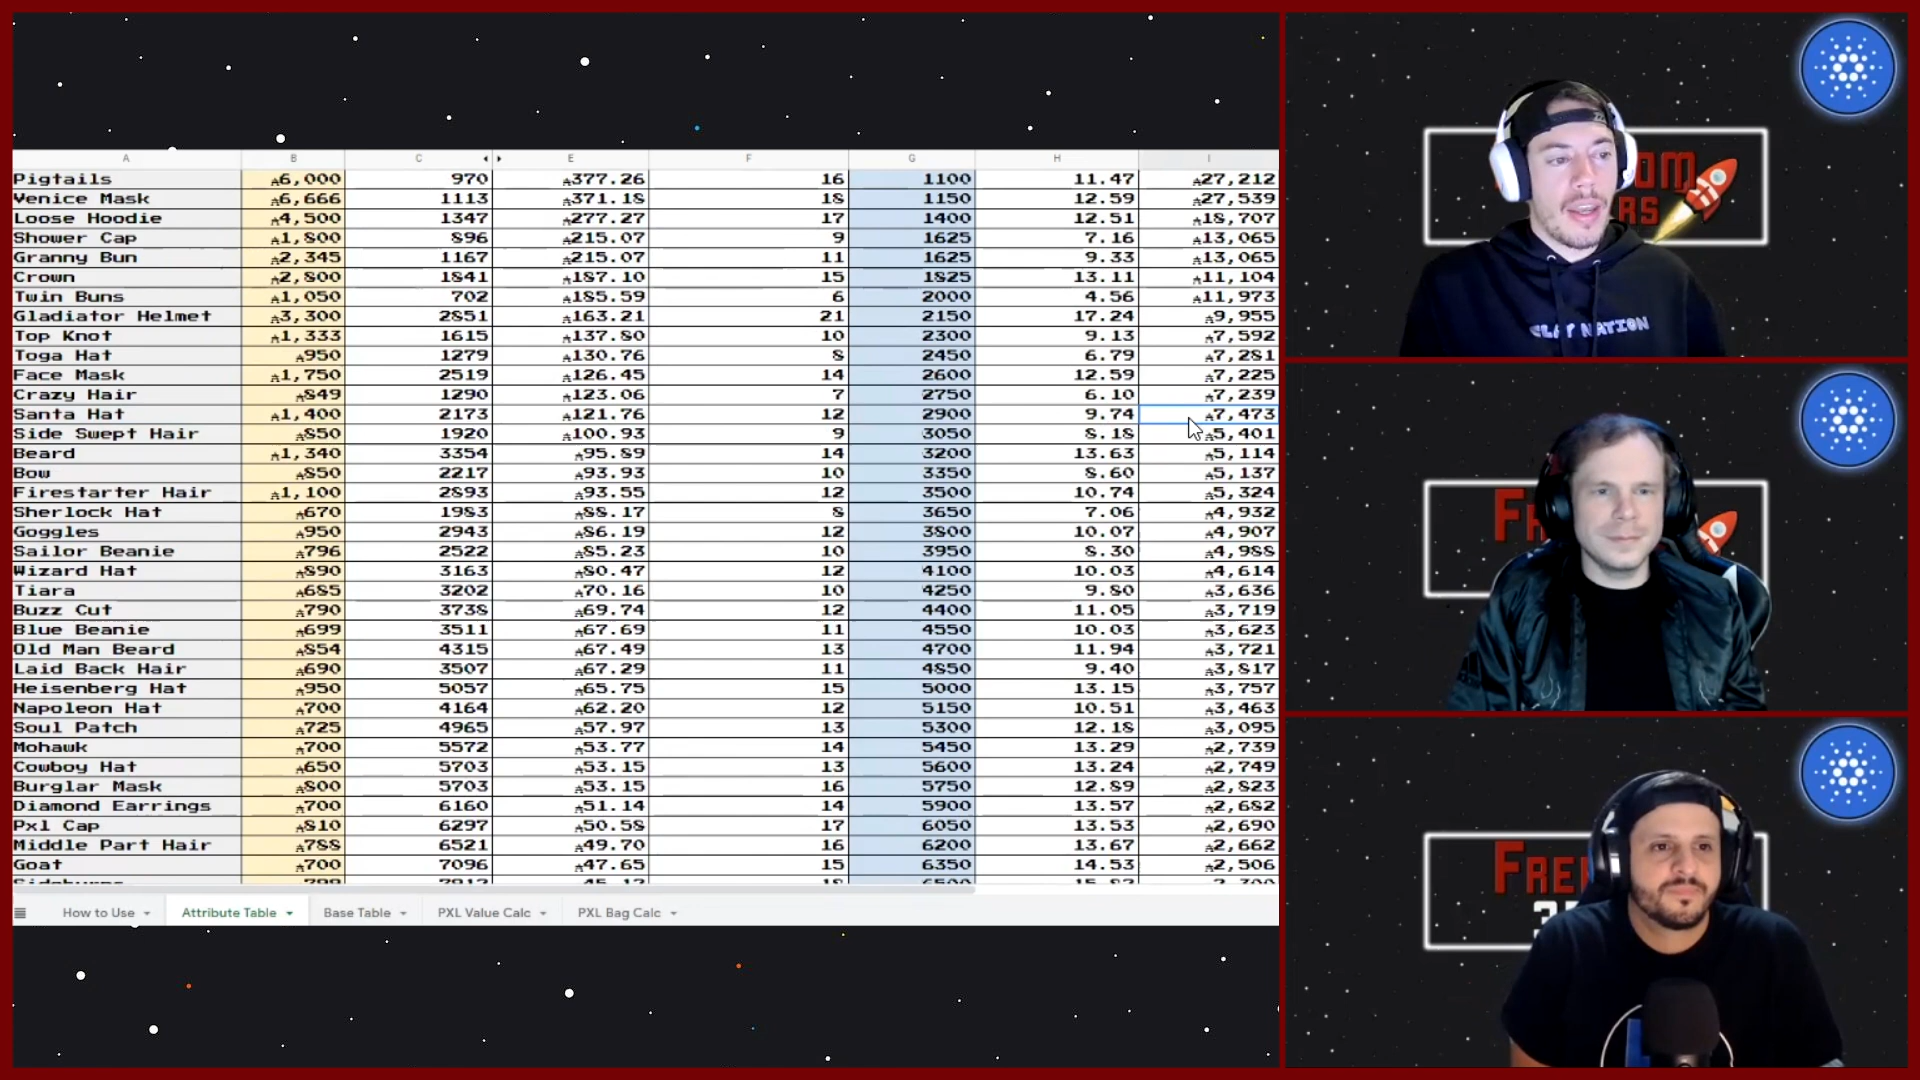 A B C E F G H I
Pigtails ₳6,000 970 ₳377.26 16 1100 11.47 ₳27,212
Venice Mask ₳6,666 1113 ₳371.18 18 1150 12.59 ₳27,539
Loose Hoodie ₳4,500 1347 ₳277.27 17 1400 12.51 ₳18,707
Shower Cap ₳1,800 896 ₳215.07 9 1625 7.16 ₳13,065
Granny Bun ₳2,345 1167 ₳215.07 11 1625 9.33 ₳13,065
Crown ₳2,800 1841 ₳187.10 15 1825 13.11 ₳11,104
Twin Buns ₳1,050 702 ₳185.59 6 2000 4.56 ₳11,973
Gladiator Helmet ₳3,300 2851 ₳163.21 21 2150 17.24 ₳9,955
Top Knot ₳1,333 1615 ₳137.80 10 2300 9.13 ₳7,592
Toga Hat ₳950 1279 ₳130.76 8 2450 6.79 ₳7,281
Face Mask ₳1,750 2519 ₳126.45 14 2600 12.59 ₳7,225
Crazy Hair ₳849 1290 ₳123.06 7 2750 6.10 ₳7,239
Santa Hat ₳1,400 2173 ₳121.76 12 2900 9.74 ₳7,473
Side Swept Hair ₳850 1920 ₳100.93 9 3050 8.18 ₳5,401
Beard ₳1,340 3354 ₳95.89 14 3200 13.63 ₳5,114
Bow ₳850 2217 ₳93.93 10 3350 8.60 ₳5,137
Firestarter Hair ₳1,100 2893 ₳93.55 12 3500 10.74 ₳5,324
Sherlock Hat ₳670 1983 ₳88.17 8 3650 7.06 ₳4,932
Goggles ₳950 2943 ₳86.19 12 3800 10.07 ₳4,907
Sailor Beanie ₳796 2522 ₳85.23 10 3950 8.30 ₳4,988
Wizard Hat ₳890 3163 ₳80.47 12 4100 10.03 ₳4,614
Tiara ₳685 3202 ₳70.16 10 4250 9.80 ₳3,636
Buzz Cut ₳790 3738 ₳69.74 12 4400 11.05 ₳3,719
Blue Beanie ₳699 3511 ₳67.69 11 4550 10.03 ₳3,623
Old Man Beard ₳854 4315 ₳67.49 13 4700 11.94 ₳3,721
Laid Back Hair ₳690 3507 ₳67.29 11 4850 9.40 ₳3,817
Heisenberg Hat ₳950 5057 ₳65.75 15 5000 13.15 ₳3,757
Napoleon Hat ₳700 4164 ₳62.20 12 5150 10.51 ₳3,463
Soul Patch ₳725 4965 ₳57.97 13 5300 12.18 ₳3,095
Mohawk ₳700 5572 ₳53.77 14 5450 13.29 ₳2,739
Cowboy Hat ₳650 5703 ₳53.15 13 5600 13.24 ₳2,749
Burglar Mask ₳800 5703 ₳53.15 16 5750 12.89 ₳2,823
Diamond Earrings ₳700 6160 ₳51.14 14 5900 13.57 ₳2,682
Pxl Cap ₳810 6297 ₳50.58 17 6050 13.53 ₳2,690
Middle Part Hair ₳788 6521 ₳49.70 16 6200 13.67 ₳2,662
Goat ₳700 7096 ₳47.65 15 6350 14.53 ₳2,506
How to Use Attribute Table Base Table PXL Value Calc PXL Bag Calc
CLAY NATION